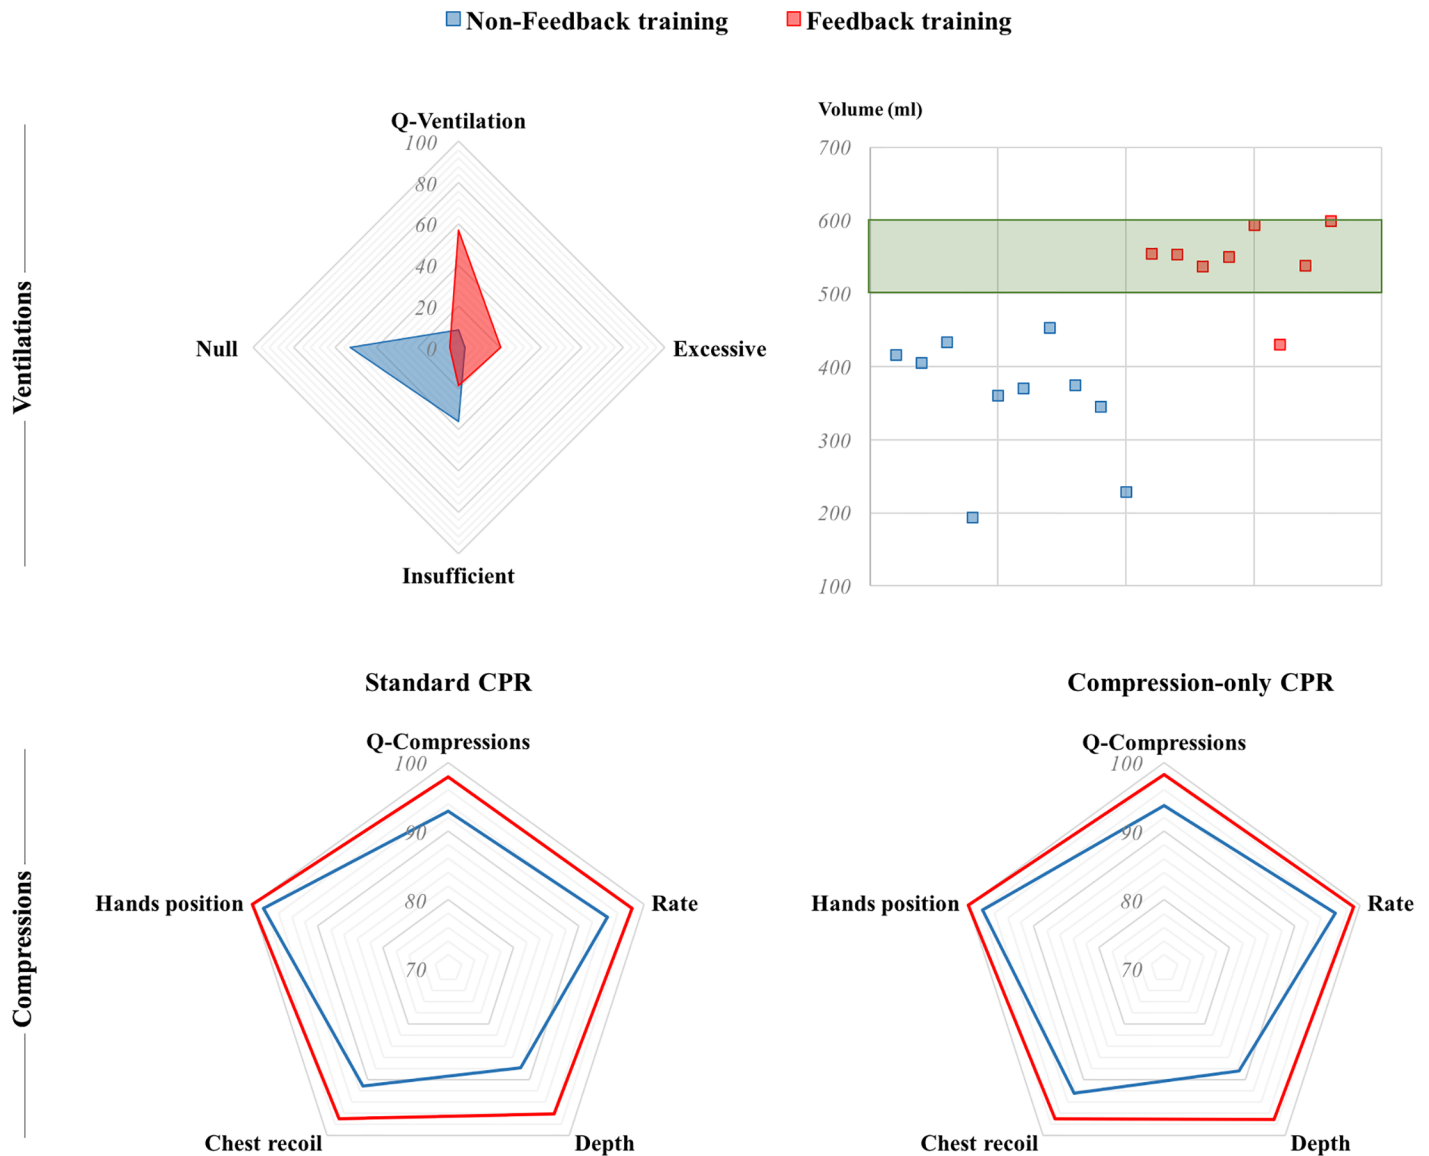 Non-Feedback training
Feedback training
Ventilations
Q-Ventilation
100
80
60
40
20
0
Null
Excessive
Insufficient
Volume (ml)
700
600
500
400
300
200
100
Compressions
Standard CPR
Q-Compressions
100
90
80
70
Hands position
Rate
Chest recoil
Depth
Compression-only CPR
Q-Compressions
100
90
80
70
Hands position
Rate
Chest recoil
Depth